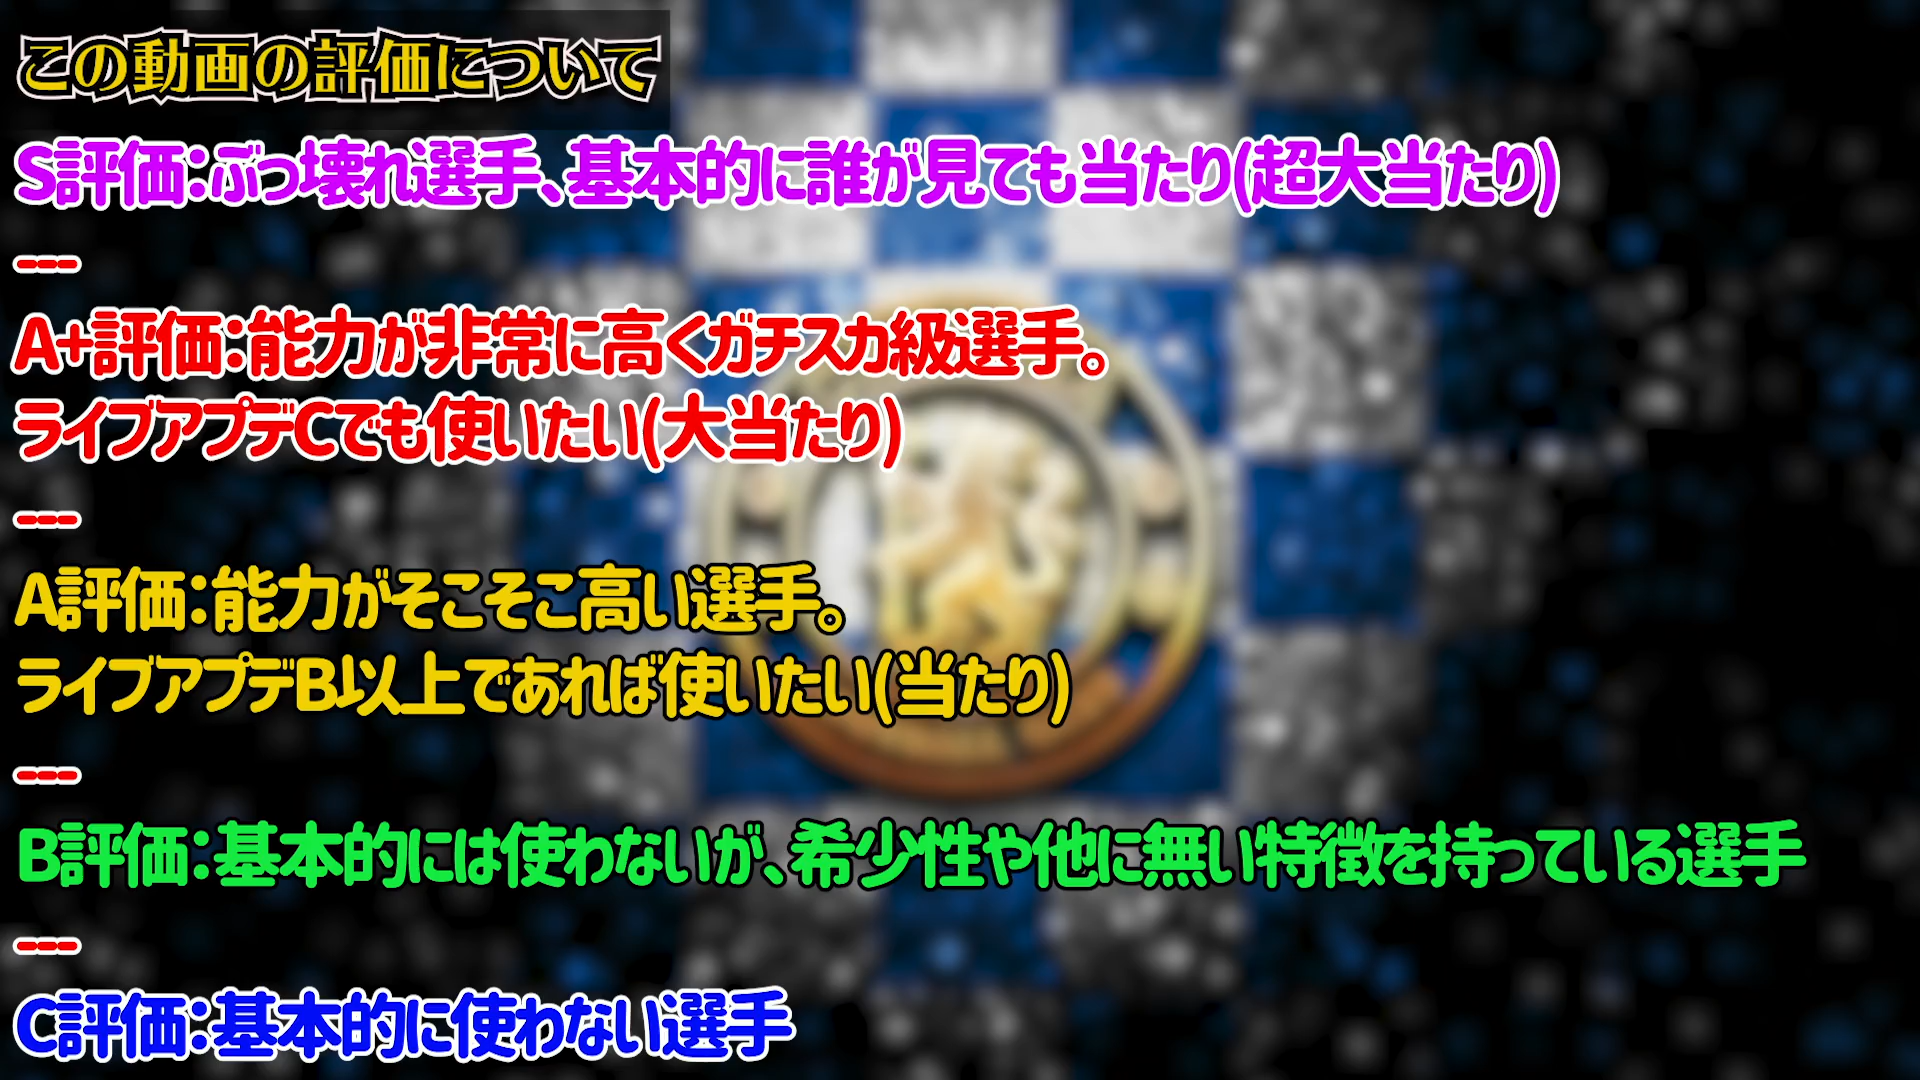 この動画の評価について
S評価:ぶっ壊れ選手、基本的に誰が見ても当たり(超大当たり)
---
A+評価:能力が非常に高くガチスカ級選手。
ライブアプデCでも使いたい(大当たり)
---
A評価:能力がそこそこ高い選手。
ライブアプデB以上であれば使いたい(当たり)
---
B評価:基本的には使わないが、希少性や他に無い特徴を持っている選手
---
C評価:基本的に使わない選手